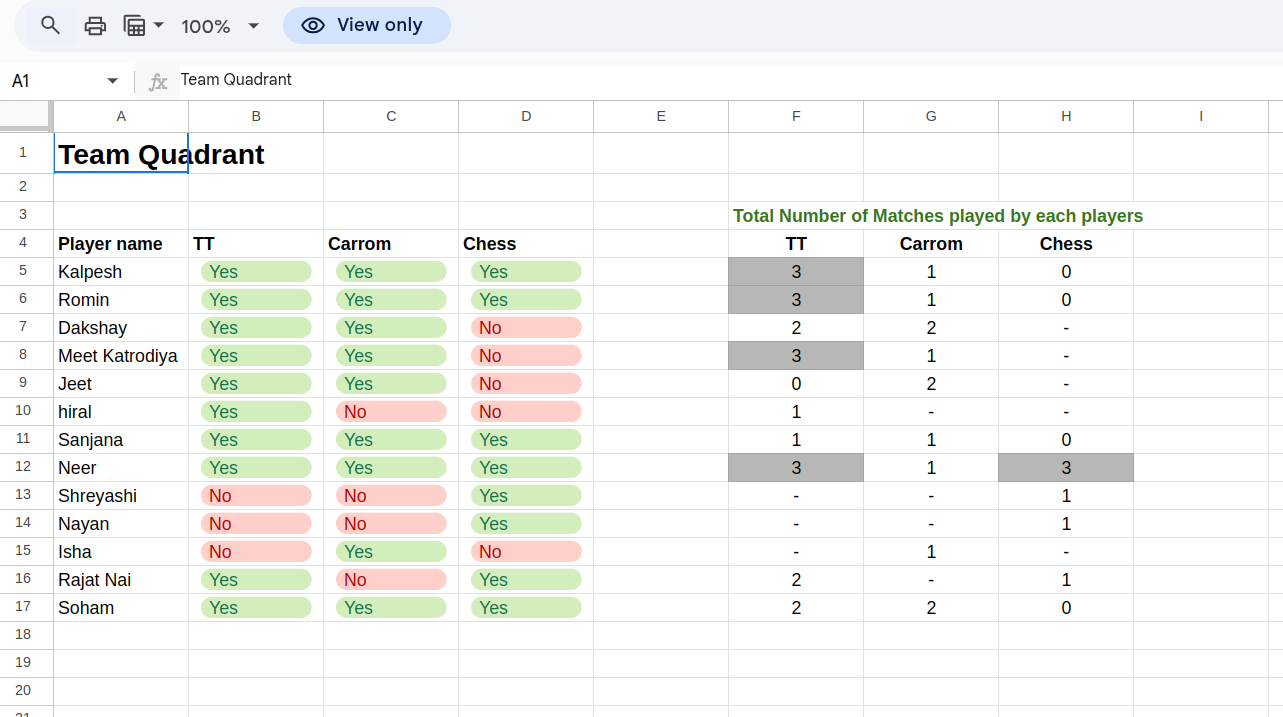 100% View only
A1 Team Quadrant
A B C D E F G H I
1 Team Quadrant
2
3 Total Number of Matches played by each players
4 Player name TT Carrom Chess TT Carrom Chess
5 Kalpesh Yes Yes Yes 3 1 0
6 Romin Yes Yes Yes 3 1 0
7 Dakshay Yes Yes No 2 2 -
8 Meet Katrodiya Yes Yes No 3 1 -
9 Jeet Yes Yes No 0 2 -
10 hiral Yes No No 1 - -
11 Sanjana Yes Yes Yes 1 1 0
12 Neer Yes Yes Yes 3 1 3
13 Shreyashi No No Yes - - 1
14 Nayan No No Yes - - 1
15 Isha No Yes No - 1 -
16 Rajat Nai Yes No Yes 2 - 1
17 Soham Yes Yes Yes 2 2 0
18
19
20
21